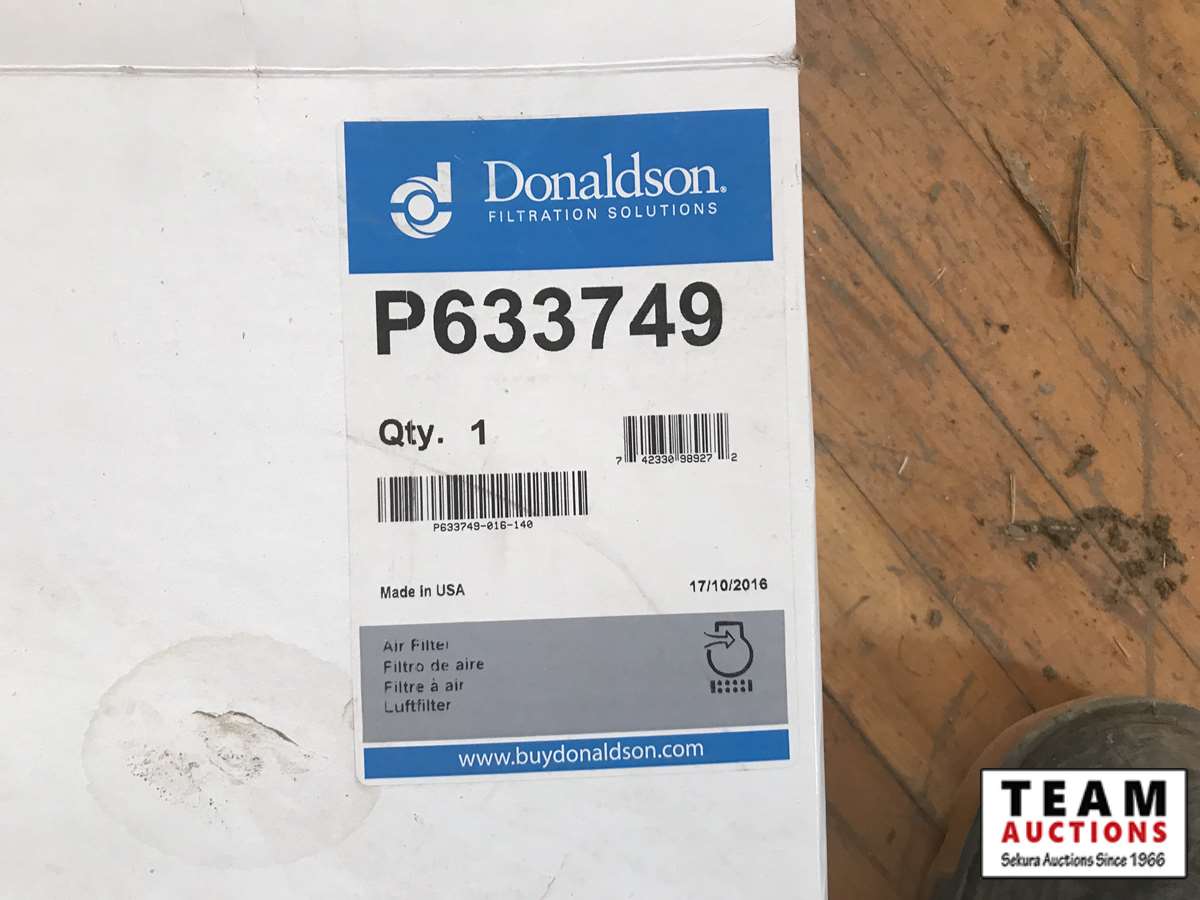 Donaldson®
FILTRATION SOLUTIONS
P633749
Qty. 1
7 42330 98927 2
P633749-016-140
Made in USA
17/10/2016
Air Filter
Filtro de aire
Filtre à air
Luftfilter
www.buydonaldson.com
TEAM
AUCTIONS
Sekura Auctions Since 1966